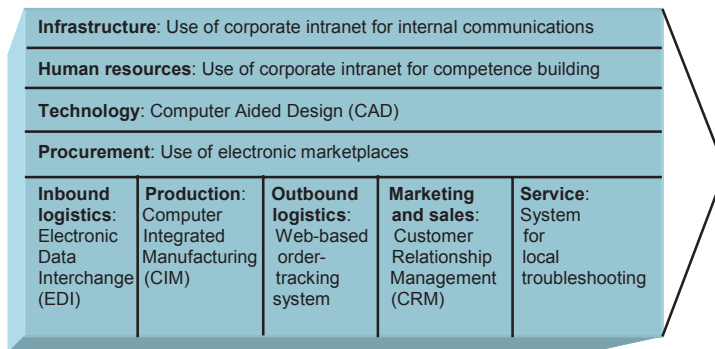 Infrastructure: Use of corporate intranet for internal communications
Human resources: Use of corporate intranet for competence building
Technology: Computer Aided Design (CAD)
Procurement: Use of electronic marketplaces
Inbound
logistics:
Electronic
Data
Interchange
(EDI)
Production:
Computer
Integrated
Manufacturing
(CIM)
Outbound
logistics:
Web-based
order-
tracking
system
Marketing
and sales:
Customer
Relationship
Management
(CRM)
Service:
System
for
local
troubleshooting